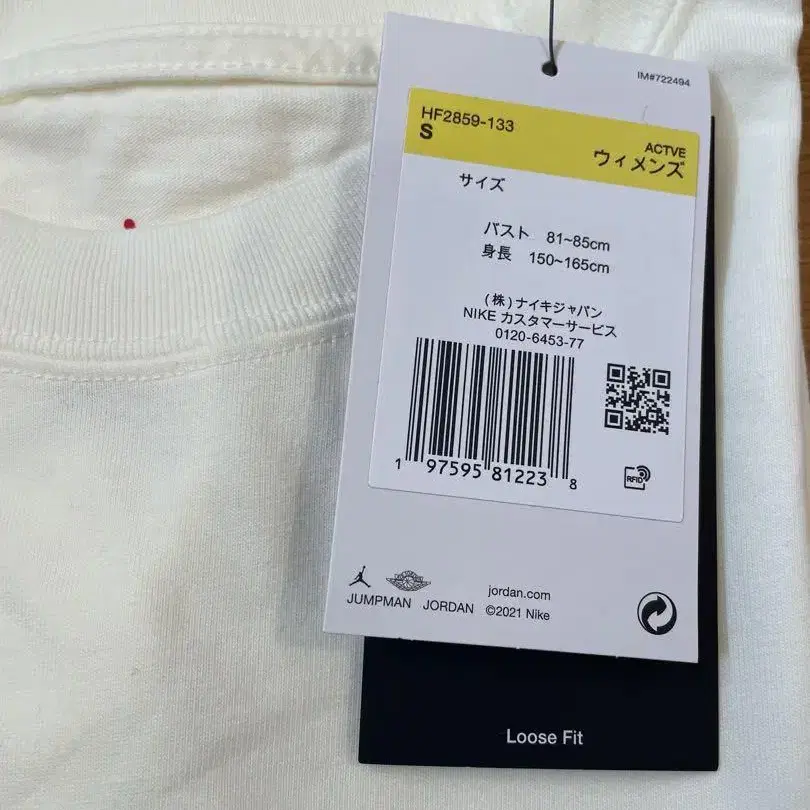 IM#722494
HF2859-133
S
ACTVE
ウィメンズ
サイズ
バスト 81~85cm
身長 150~165cm
(株)ナイキジャパン
NIKE カスタマーサービス
0120-6453-77
1 97595 81223 8
RFID
jordan.com
JUMPMAN JORDAN ©2021 Nike
Loose Fit